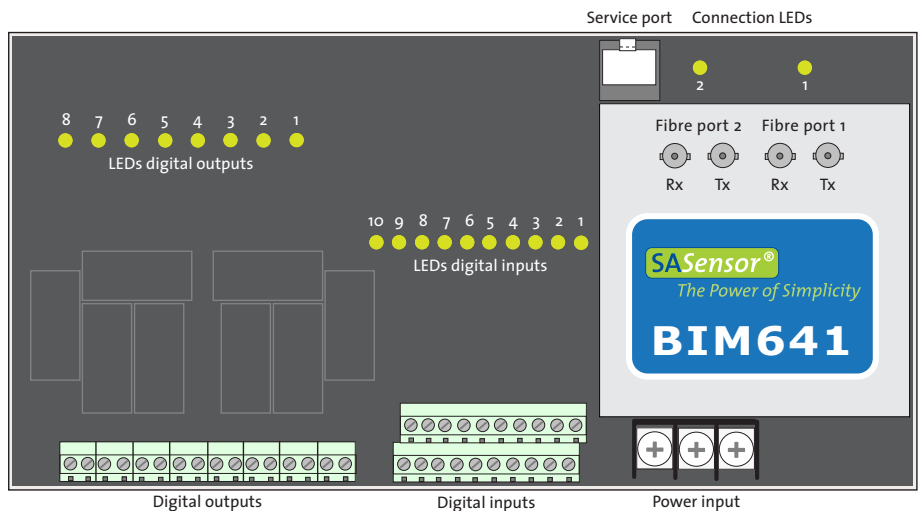 Service port Connection LEDs
2 1
8 7 6 5 4 3 2 1
LEDs digital outputs
Fibre port 2 Fibre port 1
Rx Tx Rx Tx
10 9 8 7 6 5 4 3 2 1
LEDs digital inputs
SASensor®
The Power of Simplicity
BIM641
Digital outputs Digital inputs Power input